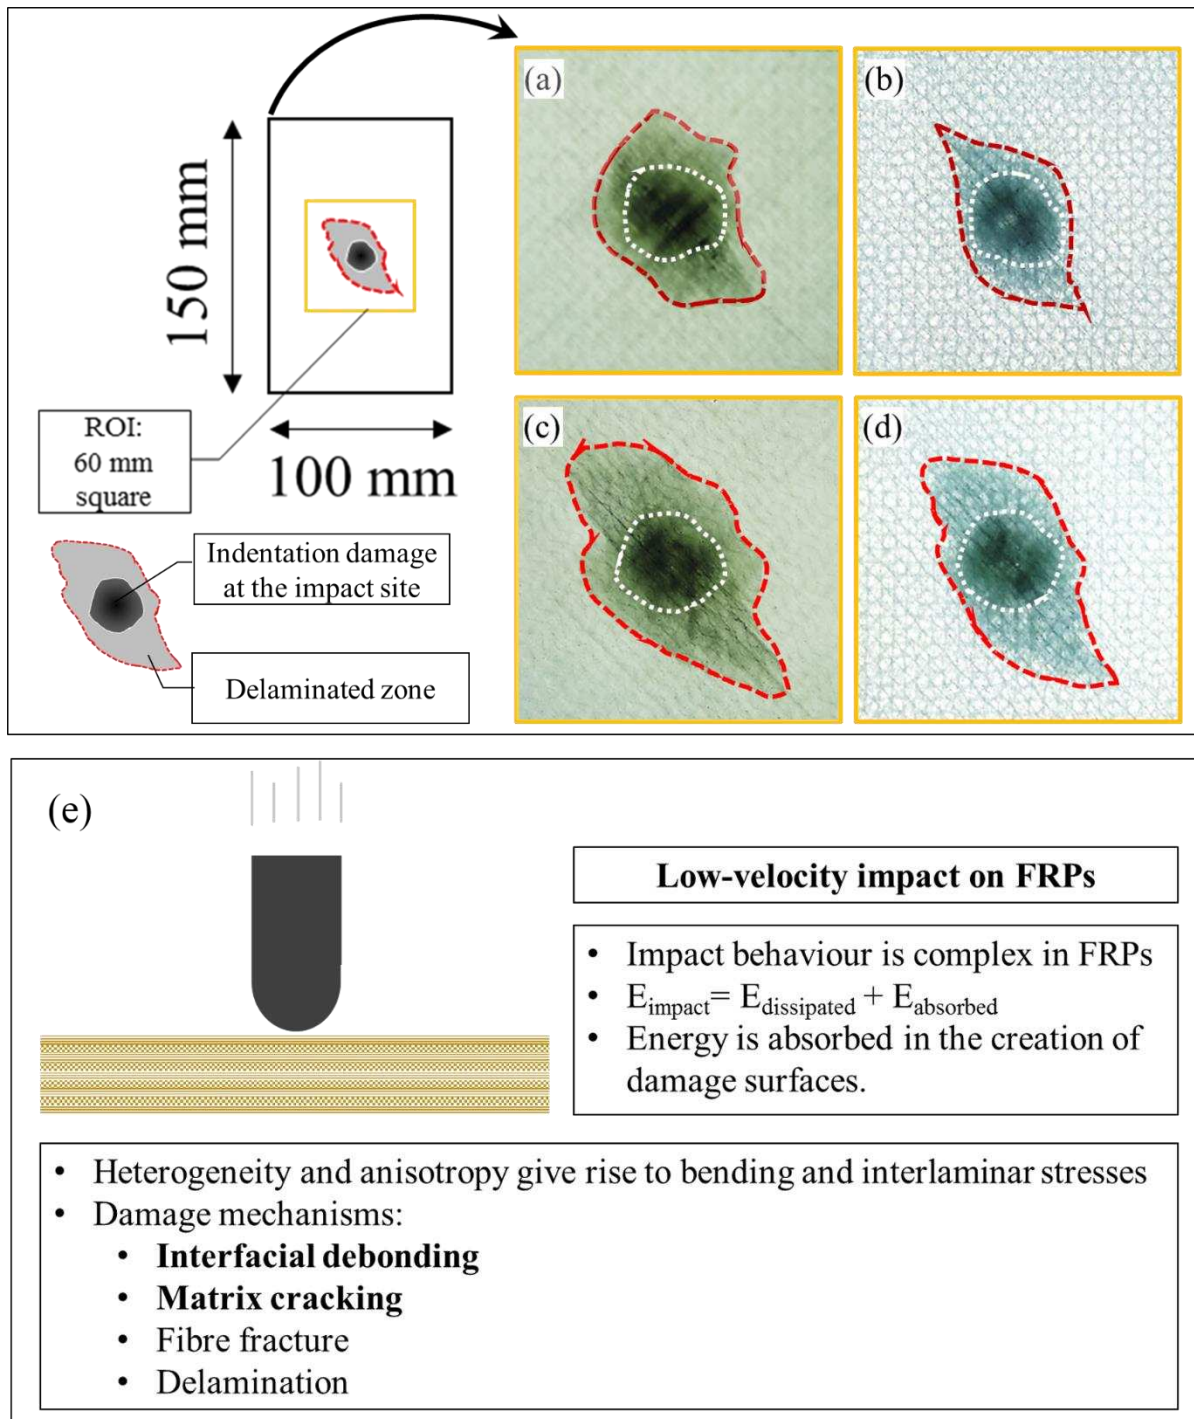 (a)
(b)
150 mm
100 mm
ROI:
60 mm
square
(c)
(d)
Indentation damage
at the impact site
Delaminated zone
(e)
Low-velocity impact on FRPs
• Impact behaviour is complex in FRPs
• Eimpact= Edissipated + Eabsorbed
• Energy is absorbed in the creation of
damage surfaces.
• Heterogeneity and anisotropy give rise to bending and interlaminar stresses
• Damage mechanisms:
• Interfacial debonding
• Matrix cracking
• Fibre fracture
• Delamination